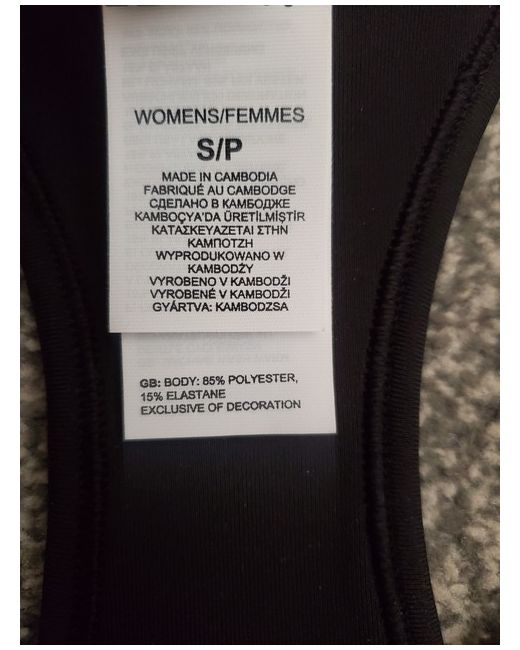 WOMENS/FEMMES
S/P
MADE IN CAMBODIA
FABRIQUÉ AU CAMBODGE
СДЕЛАНО В КАМБОДЖЕ
KAMBOÇYA'DA ÜRETİLMİŞTİR
ΚΑΤΑΣΚΕΥΑΖΕΤΑΙ ΣΤΗΝ
ΚΑΜΠΟΤΖΗ
WYPRODUKOWANO W
KAMBODŻY
VYROBENO V KAMBODŽI
VYROBENÉ V KAMBODŽI
GYÁRTVA: KAMBODZSA
GB: BODY: 85% POLYESTER,
15% ELASTANE
EXCLUSIVE OF DECORATION